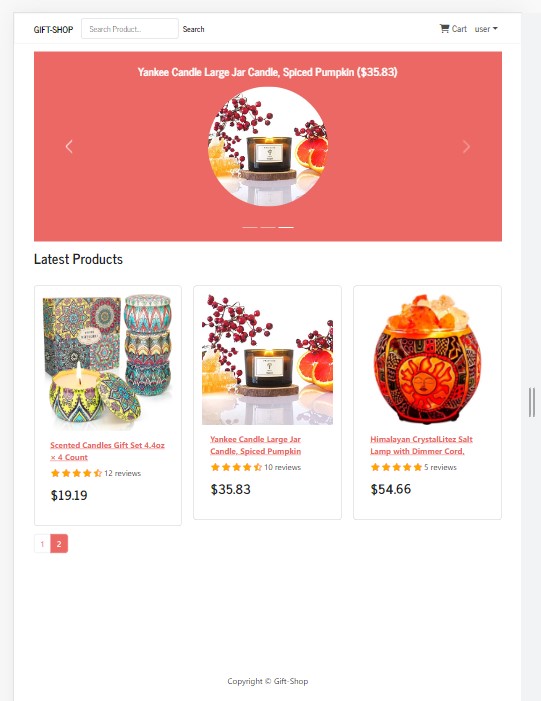 GIFT-SHOP Search Product.. Search Cart user
Yankee Candle Large Jar Candle, Spiced Pumpkin ($35.83)
Latest Products
Scented Candles Gift Set 4.4oz
× 4 Count
12 reviews
$19.19
Yankee Candle Large Jar
Candle, Spiced Pumpkin
10 reviews
$35.83
Himalayan CrystalLitez Salt
Lamp with Dimmer Cord,
5 reviews
$54.66
1 2
Copyright © Gift-Shop